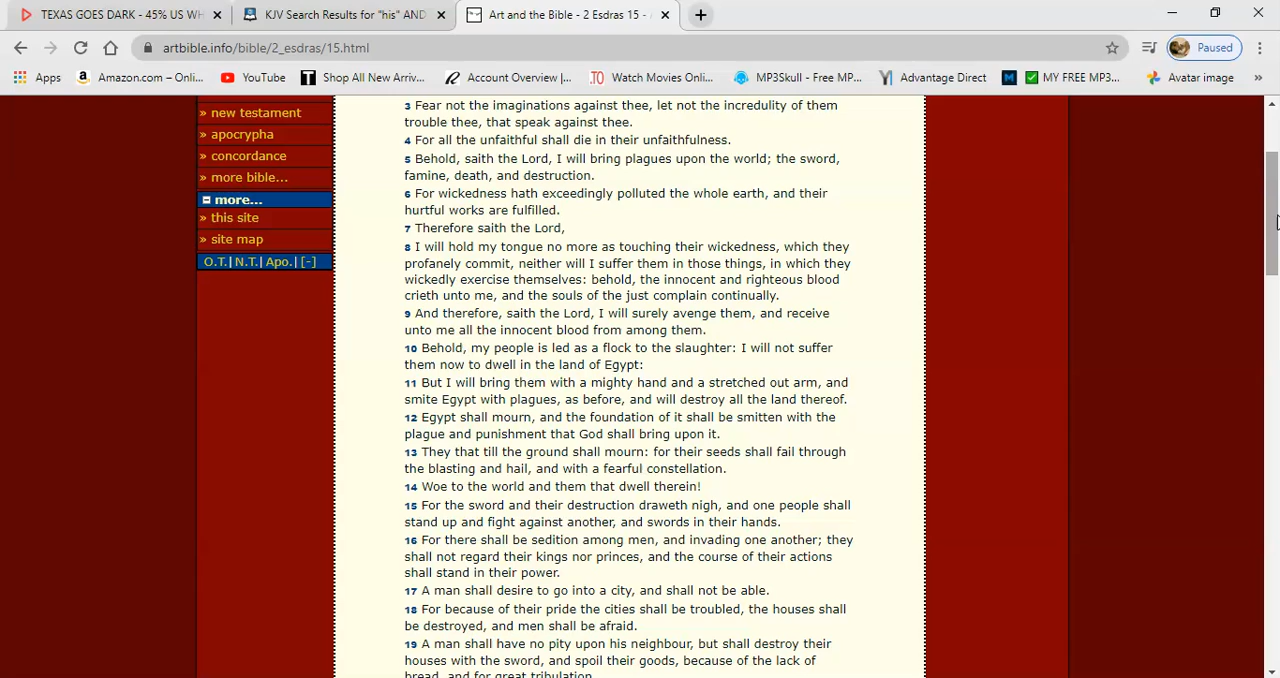 TEXAS GOES DARK - 45% US WH
KJV Search Results for "his" AND
Art and the Bible - 2 Esdras 15 -
artbible.info/bible/2_esdras/15.html
Paused
Apps
Amazon.com – Onli...
YouTube
Shop All New Arriv...
Account Overview |...
Watch Movies Onli...
MP3Skull - Free MP...
Advantage Direct
MY FREE MP3...
Avatar image
»
» new testament
» apocrypha
» concordance
» more bible...
more...
» this site
» site map
O.T.| N.T.| Apo.| [-]
3 Fear not the imaginations against thee, let not the incredulity of them
trouble thee, that speak against thee.
4 For all the unfaithful shall die in their unfaithfulness.
5 Behold, saith the Lord, I will bring plagues upon the world; the sword,
famine, death, and destruction.
6 For wickedness hath exceedingly polluted the whole earth, and their
hurtful works are fulfilled.
7 Therefore saith the Lord,
8 I will hold my tongue no more as touching their wickedness, which they
profanely commit, neither will I suffer them in those things, in which they
wickedly exercise themselves: behold, the innocent and righteous blood
crieth unto me, and the souls of the just complain continually.
9 And therefore, saith the Lord, I will surely avenge them, and receive
unto me all the innocent blood from among them.
10 Behold, my people is led as a flock to the slaughter: I will not suffer
them now to dwell in the land of Egypt:
11 But I will bring them with a mighty hand and a stretched out arm, and
smite Egypt with plagues, as before, and will destroy all the land thereof.
12 Egypt shall mourn, and the foundation of it shall be smitten with the
plague and punishment that God shall bring upon it.
13 They that till the ground shall mourn: for their seeds shall fail through
the blasting and hail, and with a fearful constellation.
14 Woe to the world and them that dwell therein!
15 For the sword and their destruction draweth nigh, and one people shall
stand up and fight against another, and swords in their hands.
16 For there shall be sedition among men, and invading one another; they
shall not regard their kings nor princes, and the course of their actions
shall stand in their power.
17 A man shall desire to go into a city, and shall not be able.
18 For because of their pride the cities shall be troubled, the houses shall
be destroyed, and men shall be afraid.
19 A man shall have no pity upon his neighbour, but shall destroy their
houses with the sword, and spoil their goods, because of the lack of
bread, and for great tribulation.